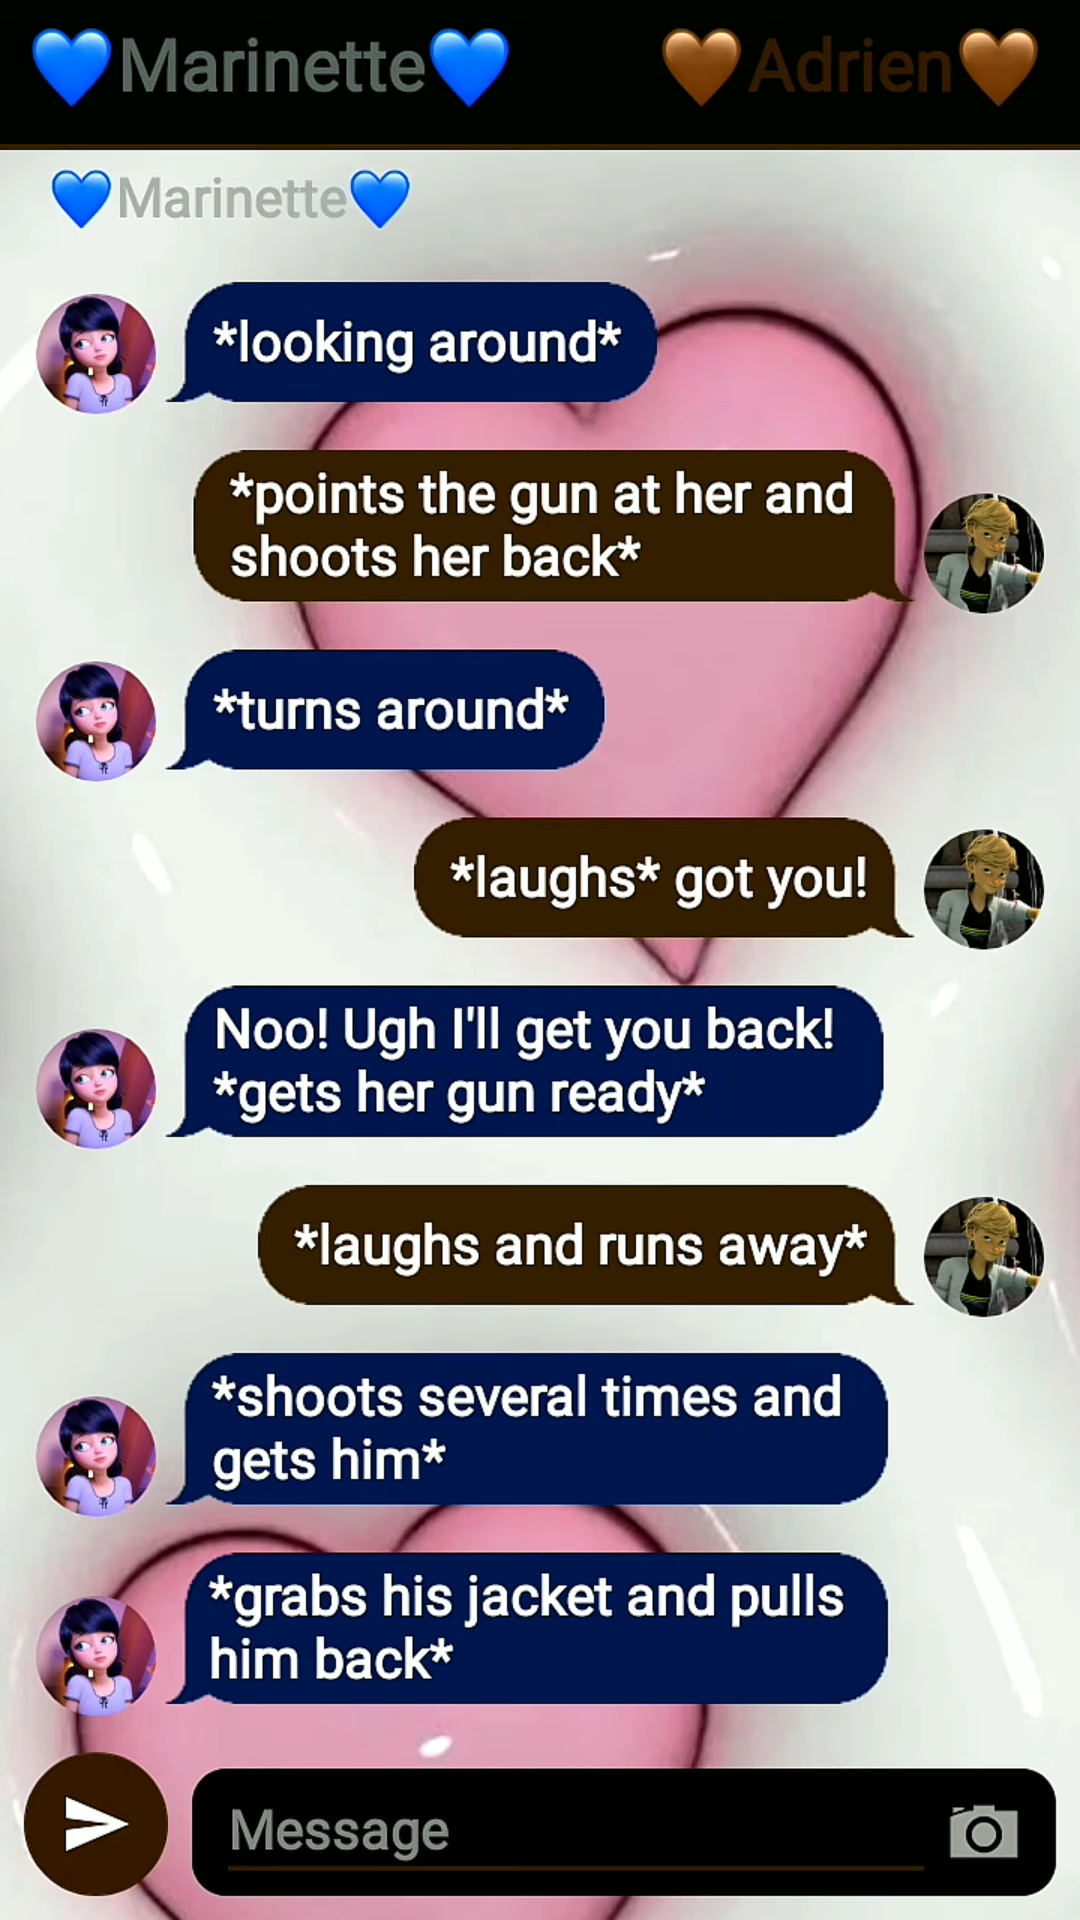 💙Marinette💙 🤎Adrien🤎
💙Marinette💙
*looking around*
*points the gun at her and
shoots her back*
*turns around*
*laughs* got you!
Noo! Ugh I'll get you back!
*gets her gun ready*
*laughs and runs away*
*shoots several times and
gets him*
*grabs his jacket and pulls
him back*
Message